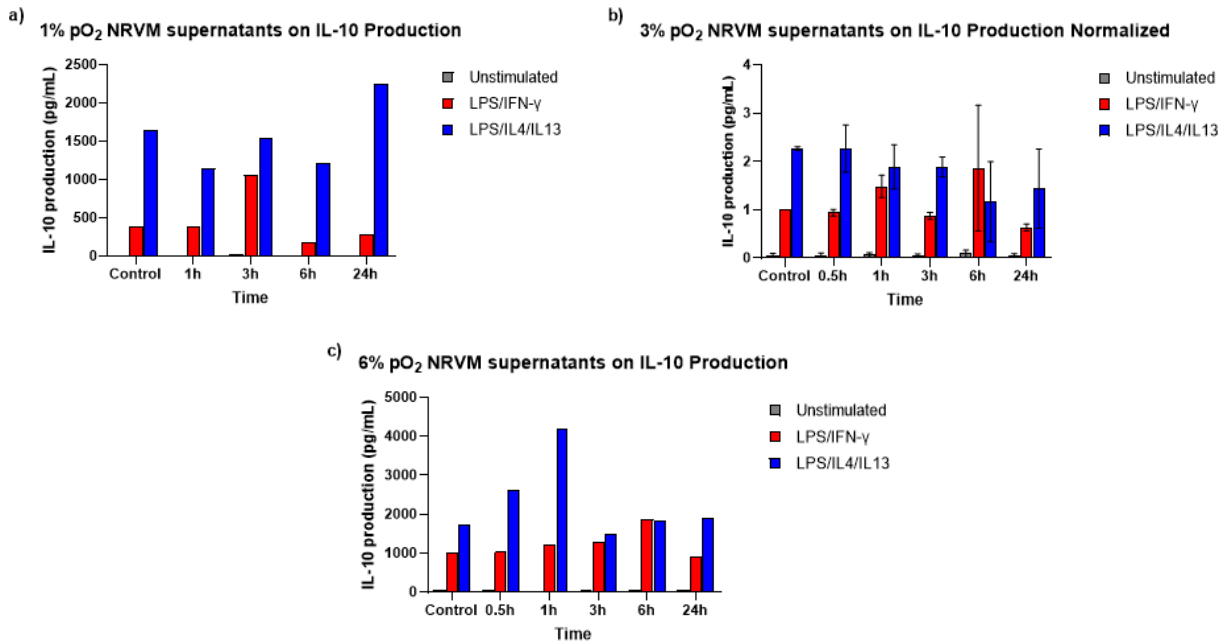 a) 1% pO₂ NRVM supernatants on IL-10 Production
IL-10 production (pg/mL)
2500
2000
1500
1000
500
0
Control 1h 3h 6h 24h
Time
Unstimulated
LPS/IFN-γ
LPS/IL4/IL13
b) 3% pO₂ NRVM supernatants on IL-10 Production Normalized
IL-10 production (pg/mL)
4
3
2
1
0
Control 0.5h 1h 3h 6h 24h
Time
Unstimulated
LPS/IFN-γ
LPS/IL4/IL13
c) 6% pO₂ NRVM supernatants on IL-10 Production
IL-10 production (pg/mL)
5000
4000
3000
2000
1000
0
Control 0.5h 1h 3h 6h 24h
Time
Unstimulated
LPS/IFN-γ
LPS/IL4/IL13